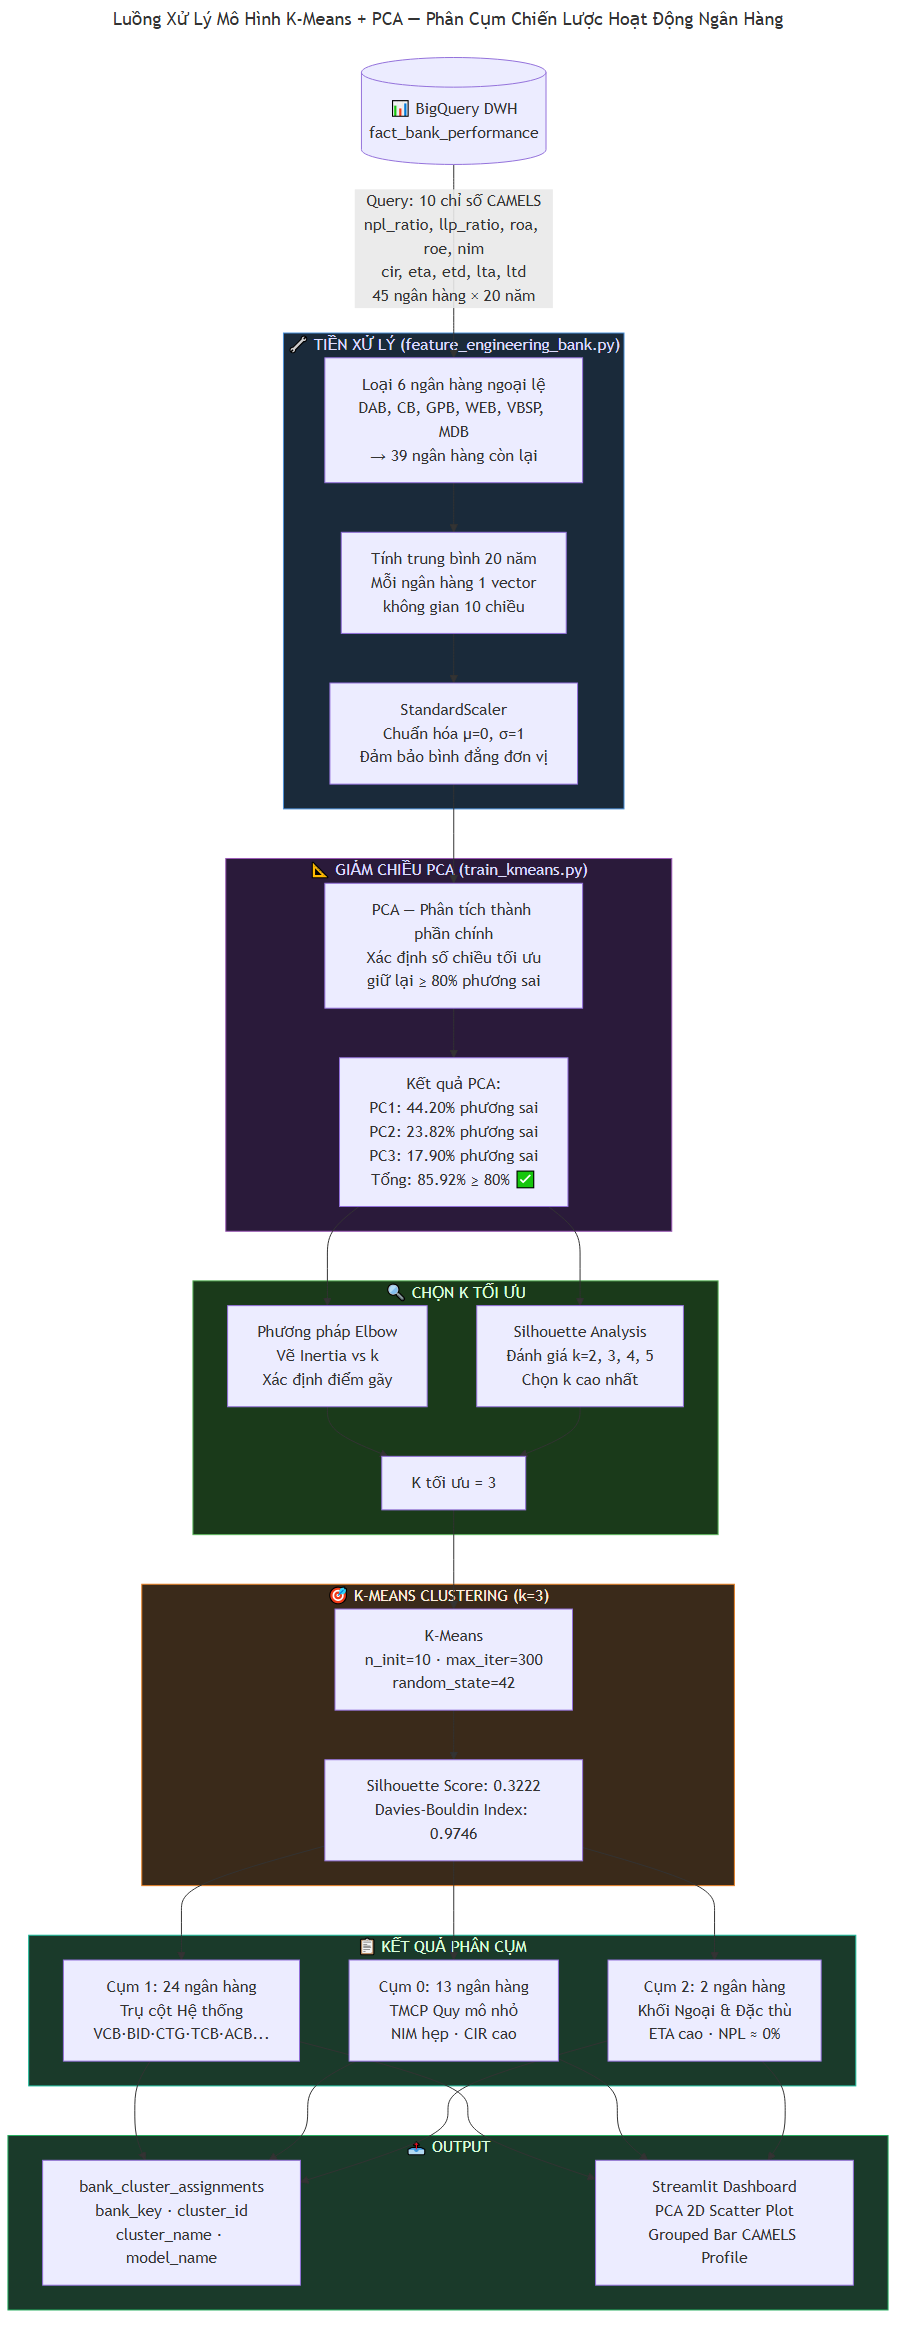 Luồng Xử Lý Mô Hình K-Means + PCA — Phân Cụm Chiến Lược Hoạt Động Ngân Hàng
📊 BigQuery DWH
fact_bank_performance
Query: 10 chỉ số CAMELS
npl_ratio, llp_ratio, roa,
roe, nim
cir, eta, etd, lta, ltd
45 ngân hàng × 20 năm
🔧 TIỀN XỬ LÝ (feature_engineering_bank.py)
Loại 6 ngân hàng ngoại lệ
DAB, CB, GPB, WEB, VBSP,
MDB
→ 39 ngân hàng còn lại
Tính trung bình 20 năm
Mỗi ngân hàng 1 vector
không gian 10 chiều
StandardScaler
Chuẩn hóa μ=0, σ=1
Đảm bảo bình đẳng đơn vị
📐 GIẢM CHIỀU PCA (train_kmeans.py)
PCA — Phân tích thành
phần chính
Xác định số chiều tối ưu
giữ lại ≥ 80% phương sai
Kết quả PCA:
PC1: 44.20% phương sai
PC2: 23.82% phương sai
PC3: 17.90% phương sai
Tổng: 85.92% ≥ 80% ✅
🔍 CHỌN K TỐI ƯU
Phương pháp Elbow
Vẽ Inertia vs k
Xác định điểm gãy
Silhouette Analysis
Đánh giá k=2, 3, 4, 5
Chọn k cao nhất
K tối ưu = 3
🎯 K-MEANS CLUSTERING (k=3)
K-Means
n_init=10 · max_iter=300
random_state=42
Silhouette Score: 0.3222
Davies-Bouldin Index:
0.9746
📋 KẾT QUẢ PHÂN CỤM
Cụm 1: 24 ngân hàng
Trụ cột Hệ thống
VCB·BID·CTG·TCB·ACB...
Cụm 0: 13 ngân hàng
TMCP Quy mô nhỏ
NIM hẹp · CIR cao
Cụm 2: 2 ngân hàng
Khối Ngoại & Đặc thù
ETA cao · NPL ≈ 0%
📤 OUTPUT
bank_cluster_assignments
bank_key · cluster_id
cluster_name ·
model_name
Streamlit Dashboard
PCA 2D Scatter Plot
Grouped Bar CAMELS
Profile